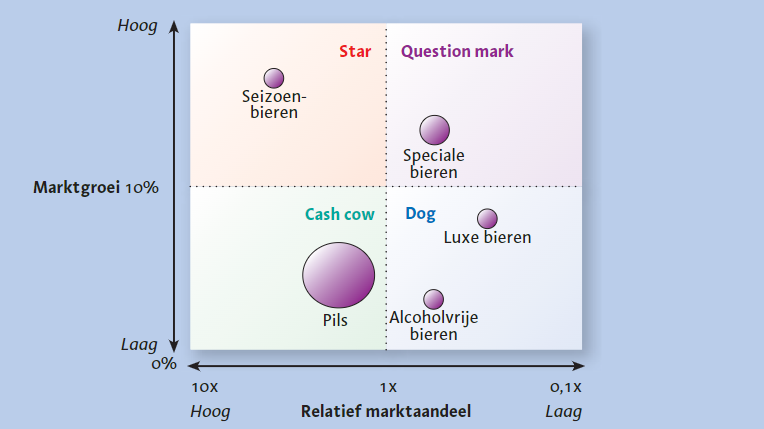 Hoog
Star
Question mark
Seizoen-
bieren
Speciale
bieren
Marktgroei 10%
Cash cow
Dog
Luxe bieren
Pils
Alcoholvrije
bieren
Laag
0%
10x
1x
0,1x
Hoog
Relatief marktaandeel
Laag